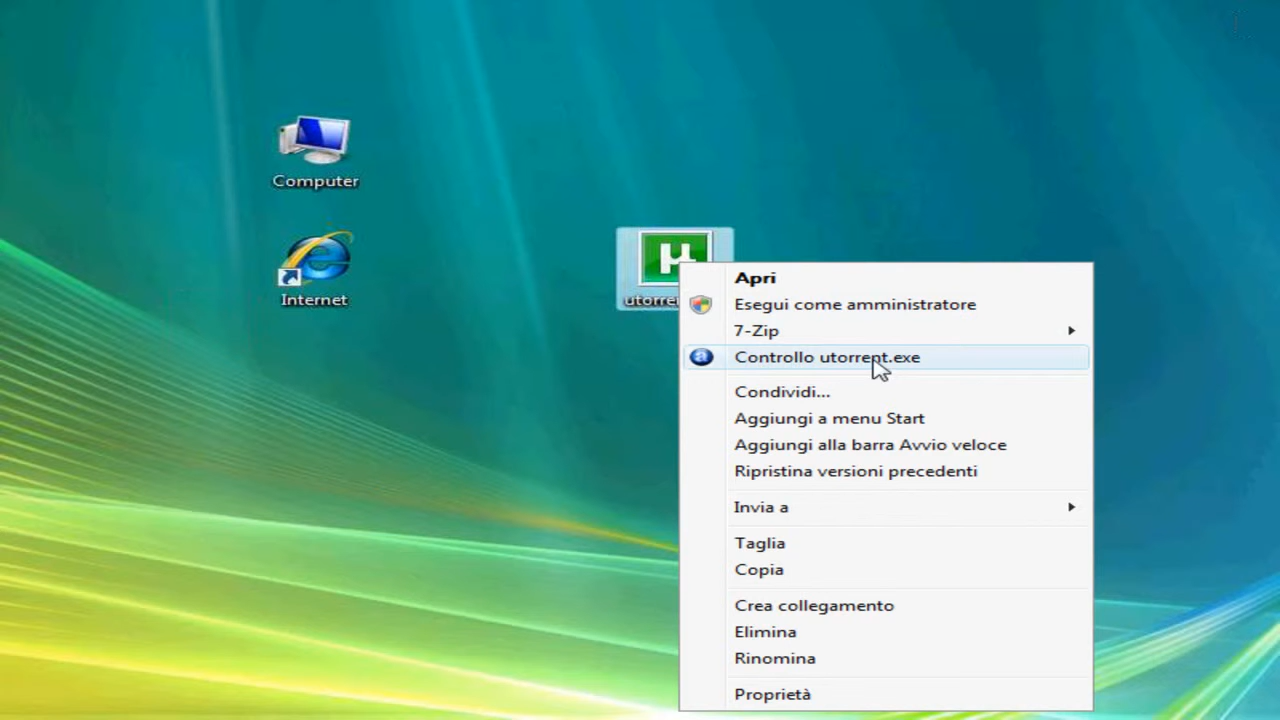 Computer
Internet
µ
Apri
Esegui come amministratore
7-Zip
Controllo utorrent.exe
Condividi...
Aggiungi a menu Start
Aggiungi alla barra Avvio veloce
Ripristina versioni precedenti
Invia a
Taglia
Copia
Crea collegamento
Elimina
Rinomina
Proprietà